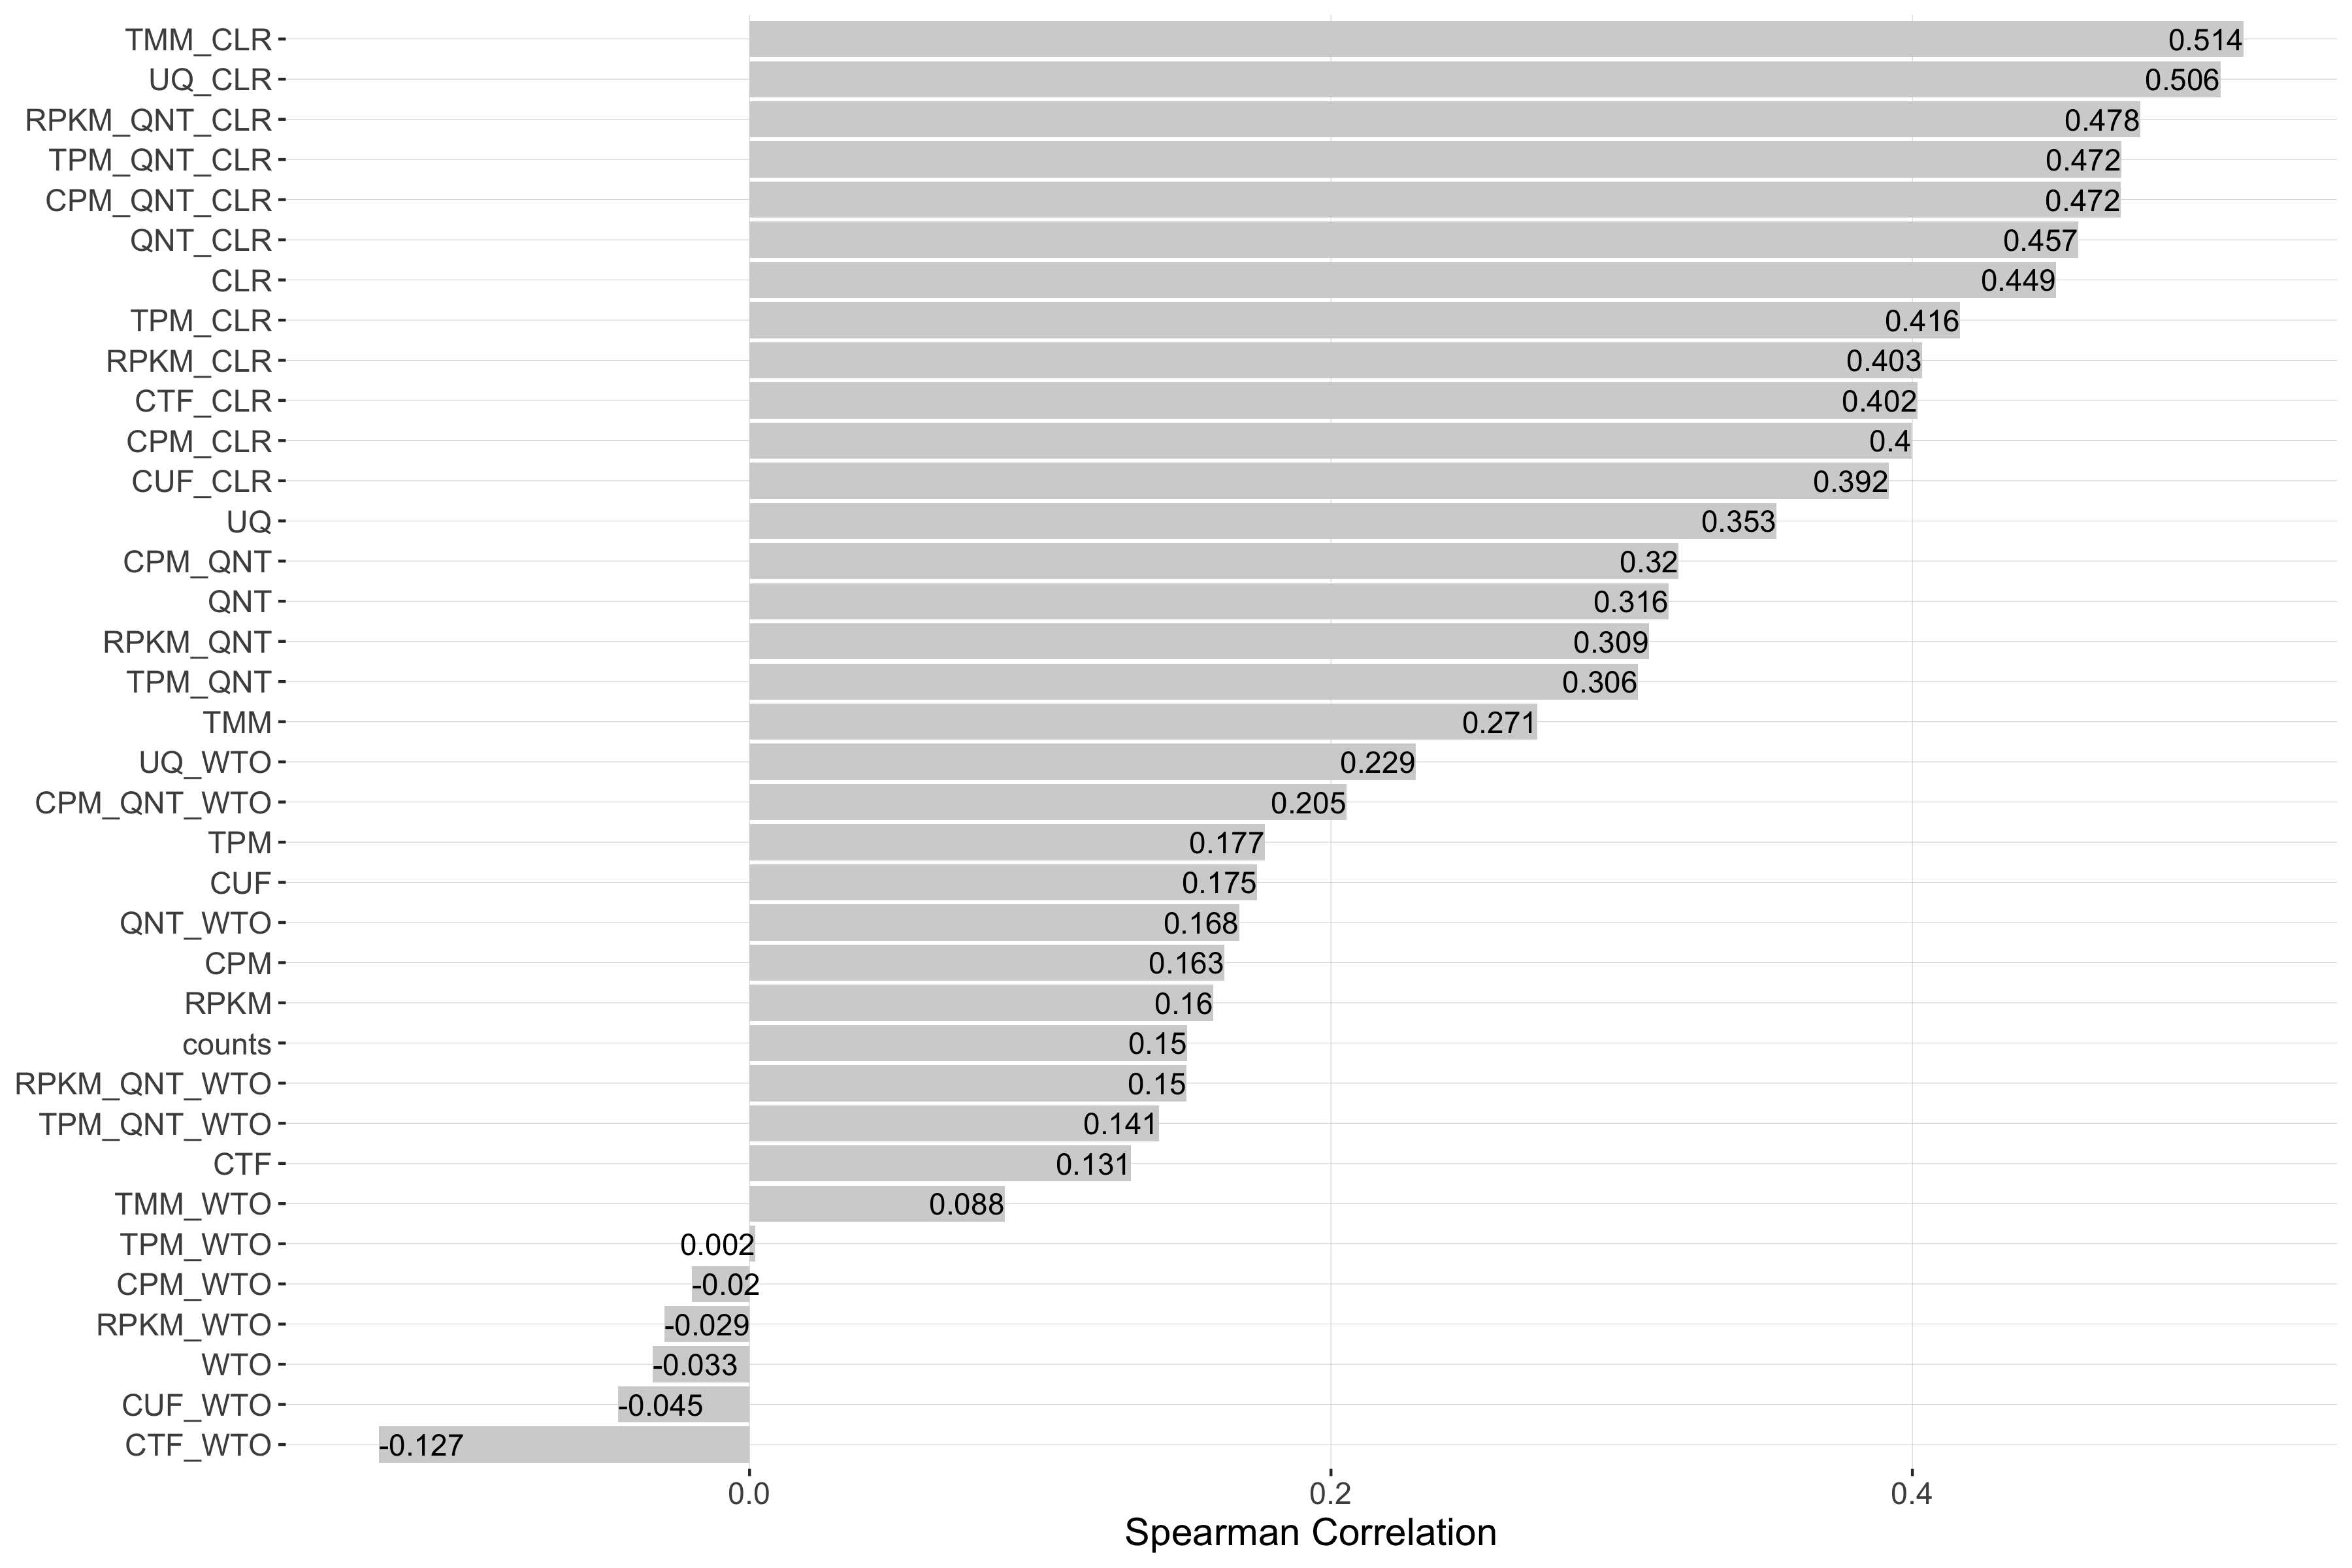 TMM_CLR 0.514
UQ_CLR 0.506
RPKM_QNT_CLR 0.478
TPM_QNT_CLR 0.472
CPM_QNT_CLR 0.472
QNT_CLR 0.457
CLR 0.449
TPM_CLR 0.416
RPKM_CLR 0.403
CTF_CLR 0.402
CPM_CLR 0.4
CUF_CLR 0.392
UQ 0.353
CPM_QNT 0.32
QNT 0.316
RPKM_QNT 0.309
TPM_QNT 0.306
TMM 0.271
UQ_WTO 0.229
CPM_QNT_WTO 0.205
TPM 0.177
CUF 0.175
QNT_WTO 0.168
CPM 0.163
RPKM 0.16
counts 0.15
RPKM_QNT_WTO 0.15
TPM_QNT_WTO 0.141
CTF 0.131
TMM_WTO 0.088
TPM_WTO 0.002
CPM_WTO -0.02
RPKM_WTO -0.029
WTO -0.033
CUF_WTO -0.045
CTF_WTO -0.127
0.0 0.2 0.4
Spearman Correlation